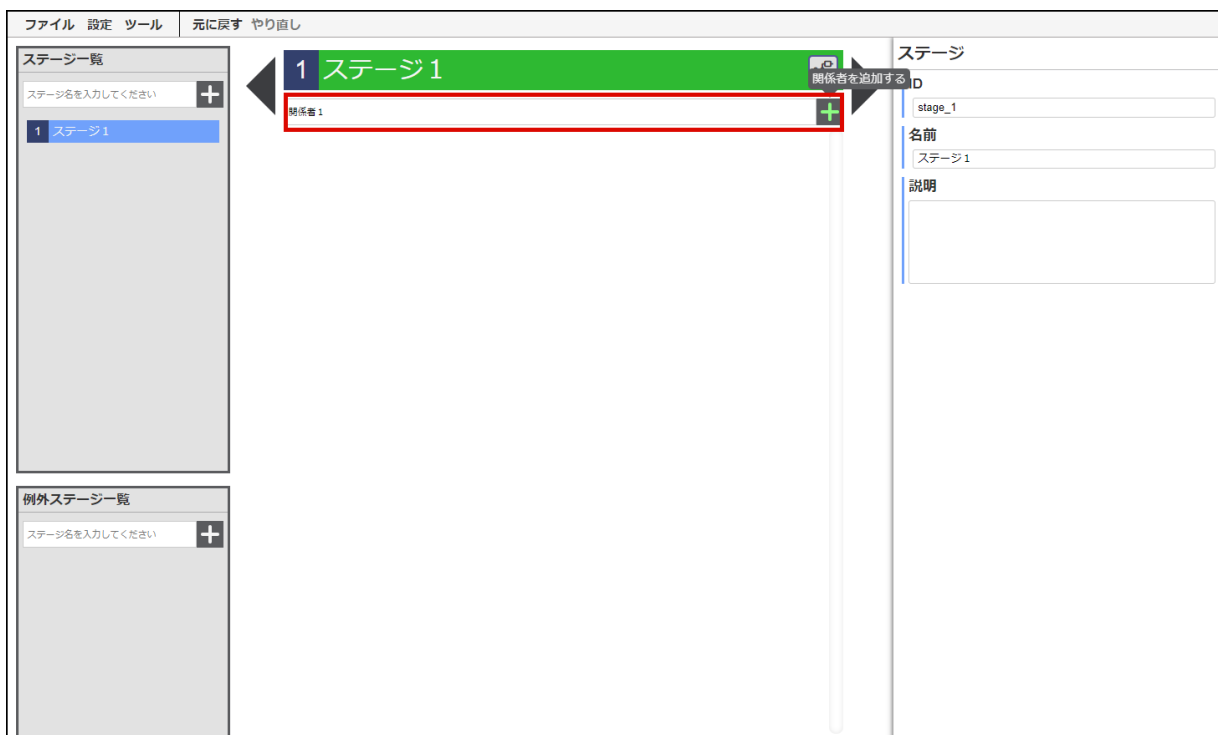 ファイル 設定 ツール 元に戻す やり直し
ステージ一覧
ステージ名を入力してください
1 ステージ1
例外ステージ一覧
ステージ名を入力してください
1 ステージ1
関係者を追加する
関係者1
ステージ
ID
stage_1
名前
ステージ1
説明